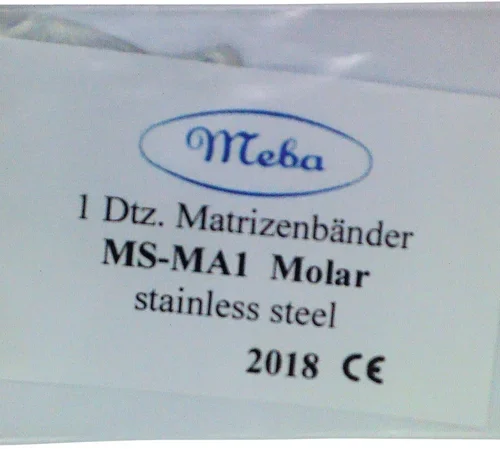 Meba
1 Dtz. Matrizenbänder
MS-MA1 Molar
stainless steel
2018 CE